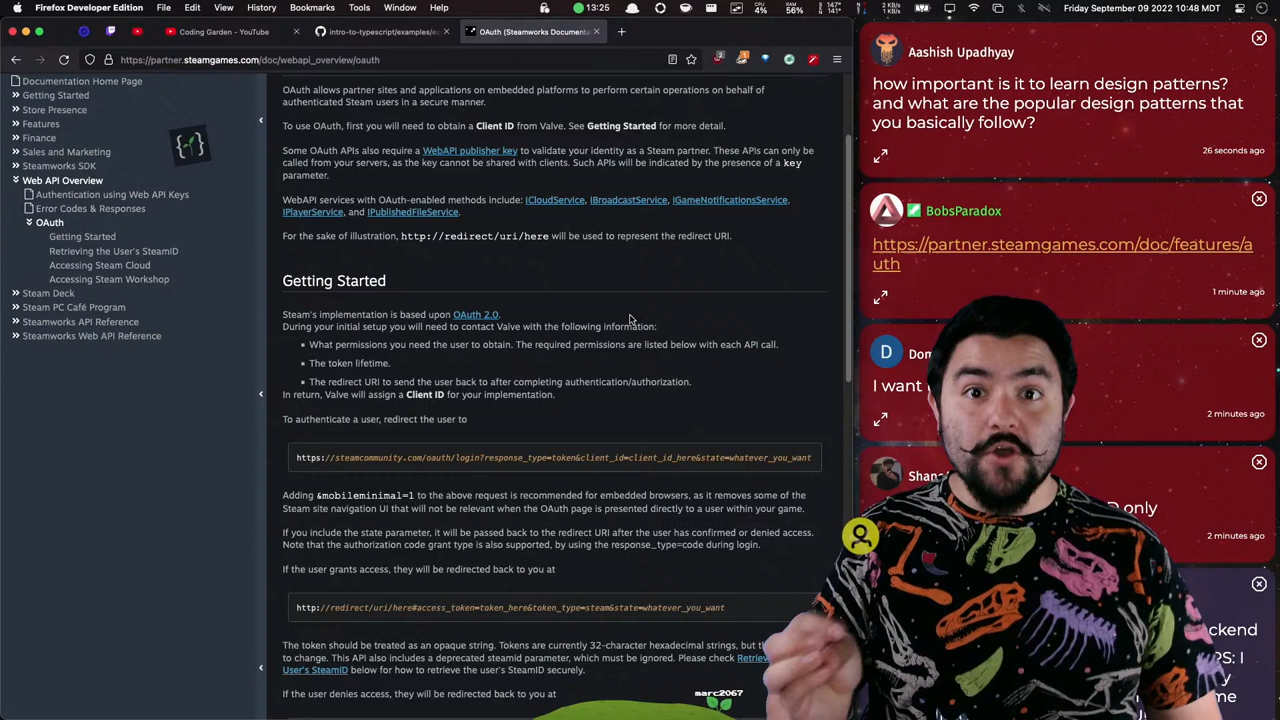 Firefox Developer Edition File Edit View History Bookmarks Tools Window Help
13:25
CPU 4%
RAM 56%
Friday September 09 2022 10:48 MDT
Coding Garden - YouTube
intro-to-typescript/examples/ex
OAuth (Steamworks Documenta
https://partner.steamgames.com/doc/webapi_overview/oauth
Documentation Home Page
Getting Started
Store Presence
Features
Finance
Sales and Marketing
Steamworks SDK
Web API Overview
Authentication using Web API Keys
Error Codes & Responses
OAuth
Getting Started
Retrieving the User's SteamID
Accessing Steam Cloud
Accessing Steam Workshop
Steam Deck
Steam PC Café Program
Steamworks API Reference
Steamworks Web API Reference
OAuth allows partner sites and applications on embedded platforms to perform certain operations on behalf of
authenticated Steam users in a secure manner.
To use OAuth, first you will need to obtain a Client ID from Valve. See Getting Started for more detail.
Some OAuth APIs also require a WebAPI publisher key to validate your identity as a Steam partner. These APIs can only be
called from your servers, as the key cannot be shared with clients. Such APIs will be indicated by the presence of a key
parameter.
WebAPI services with OAuth-enabled methods include: ICloudService, IBroadcastService, IGameNotificationsService,
IPlayerService, and IPublishedFileService.
For the sake of illustration, http://redirect/uri/here will be used to represent the redirect URI.
Getting Started
Steam's implementation is based upon OAuth 2.0.
During your initial setup you will need to contact Valve with the following information:
What permissions you need the user to obtain. The required permissions are listed below with each API call.
The token lifetime.
The redirect URI to send the user back to after completing authentication/authorization.
In return, Valve will assign a Client ID for your implementation.
To authenticate a user, redirect the user to
https://steamcommunity.com/oauth/login?response_type=token&client_id=client_id_here&state=whatever_you_want
Adding &mobileminimal=1 to the above request is recommended for embedded browsers, as it removes some of the
Steam site navigation UI that will not be relevant when the OAuth page is presented directly to a user within your game.
If you include the state parameter, it will be passed back to the redirect URI after the user has confirmed or denied access.
Note that the authorization code grant type is also supported, by using the response_type=code during login.
If the user grants access, they will be redirected back to you at
http://redirect/uri/here#access_token=token_here&token_type=steam&state=whatever_you_want
The token should be treated as an opaque string. Tokens are currently 32-character hexadecimal strings, but
to change. This API also includes a deprecated steamid parameter, which must be ignored. Please check
User's SteamID below for how to retrieve the user's SteamID securely.
If the user denies access, they will be redirected back to you at
marc2067
Aashish Upadhyay
how important is it to learn design patterns?
and what are the popular design patterns that
you basically follow?
26 seconds ago
BobsParadox
https://partner.steamgames.com/doc/features/a
uth
1 minute ago
D
I want
2 minutes ago
only
2 minutes ago